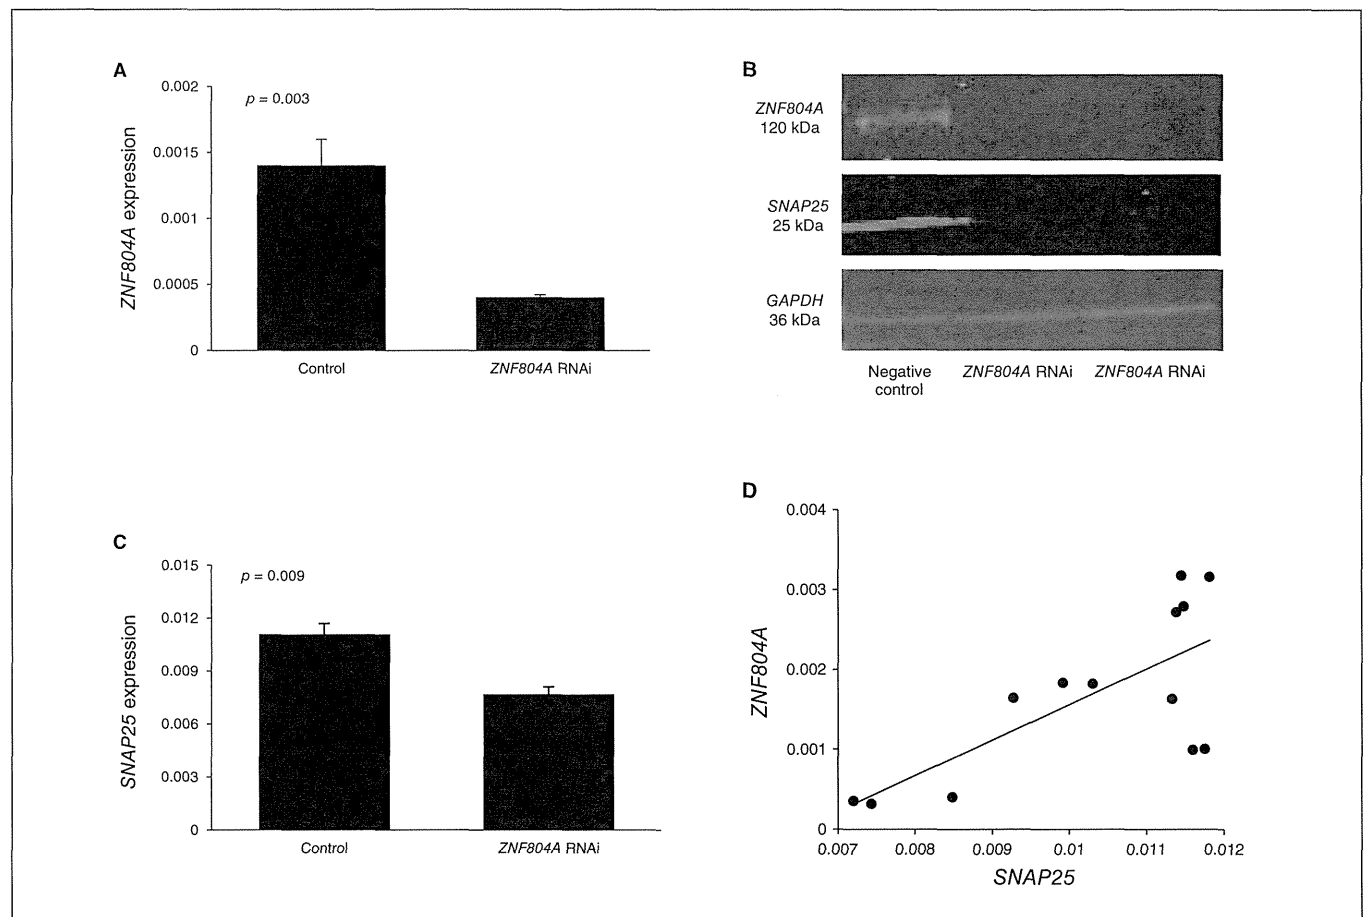 A
0.002
p = 0.003
0.0015
0.001
0.0005
0
ZNF804A expression
Control
ZNF804A RNAi
B
ZNF804A
120 kDa
SNAP25
25 kDa
GAPDH
36 kDa
Negative
control
ZNF804A RNAi
ZNF804A RNAi
C
0.015
p = 0.009
0.012
0.009
0.006
0.003
0
SNAP25 expression
Control
ZNF804A RNAi
D
0.004
0.003
0.002
0.001
0
ZNF804A
0.007
0.008
0.009
0.01
0.011
0.012
SNAP25